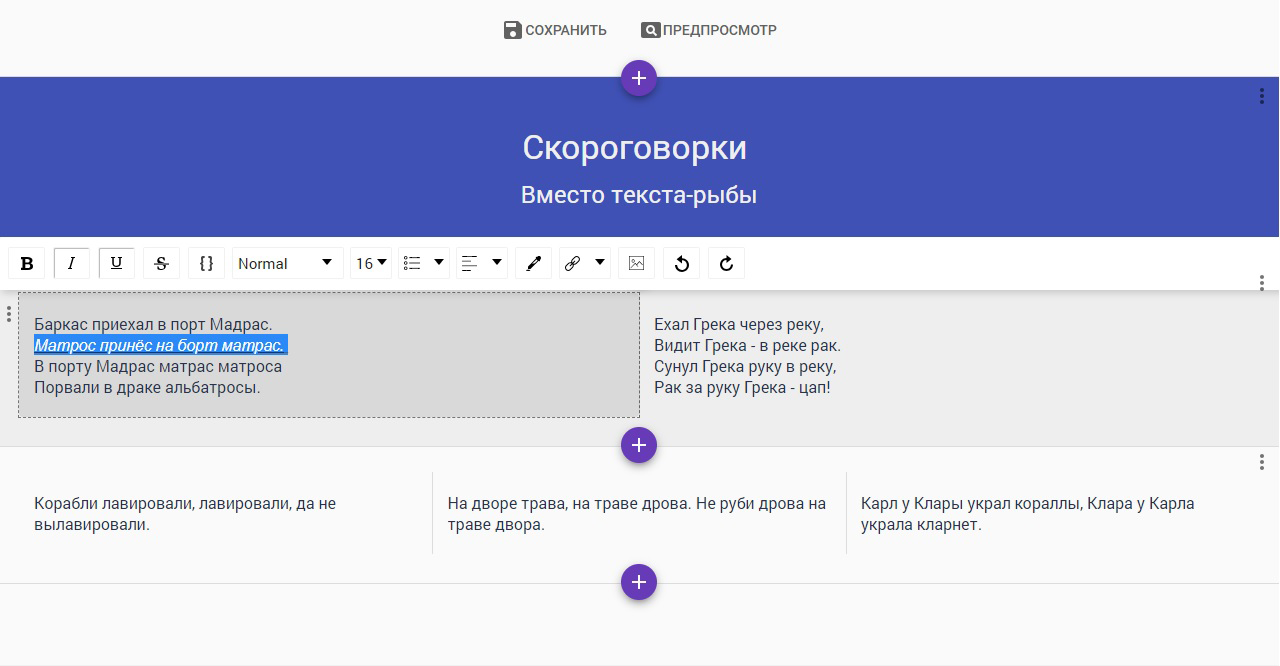 СОХРАНИТЬ
ПРЕДПРОСМОТР
Скороговорки
Вместо текста-рыбы
B I U S {} Normal 16
Баркас приехал в порт Мадрас.
Матрос принёс на борт матрас.
В порту Мадрас матрас матроса
Порвали в драке альбатросы.
Ехал Грека через реку,
Видит Грека - в реке рак.
Сунул Грека руку в реку,
Рак за руку Грека - цап!
Корабли лавировали, лавировали, да не
вылавировали.
На дворе трава, на траве дрова. Не руби дрова на
траве двора.
Карл у Клары украл кораллы, Клара у Карла
украла кларнет.